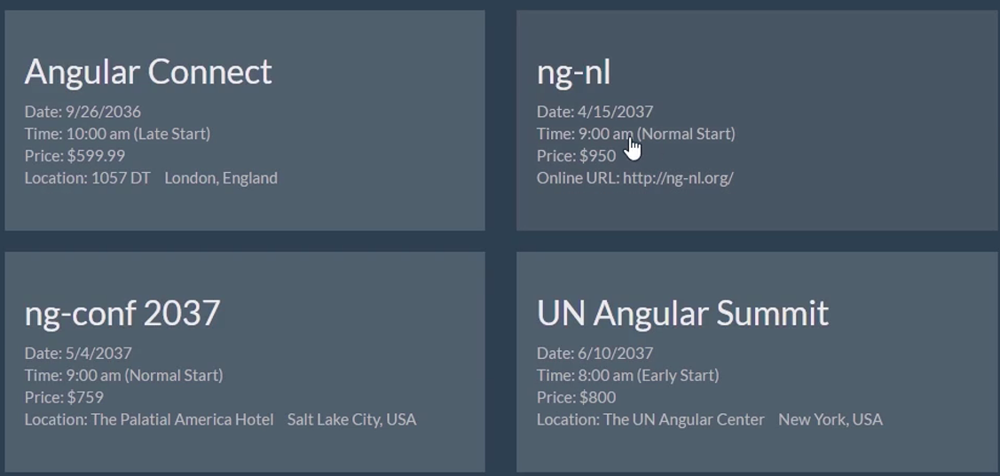 Angular Connect
Date: 9/26/2036
Time: 10:00 am (Late Start)
Price: $599.99
Location: 1057 DT London, England
ng-nl
Date: 4/15/2037
Time: 9:00 am (Normal Start)
Price: $950
Online URL: http://ng-nl.org/
ng-conf 2037
Date: 5/4/2037
Time: 9:00 am (Normal Start)
Price: $759
Location: The Palatial America Hotel Salt Lake City, USA
UN Angular Summit
Date: 6/10/2037
Time: 8:00 am (Early Start)
Price: $800
Location: The UN Angular Center New York, USA